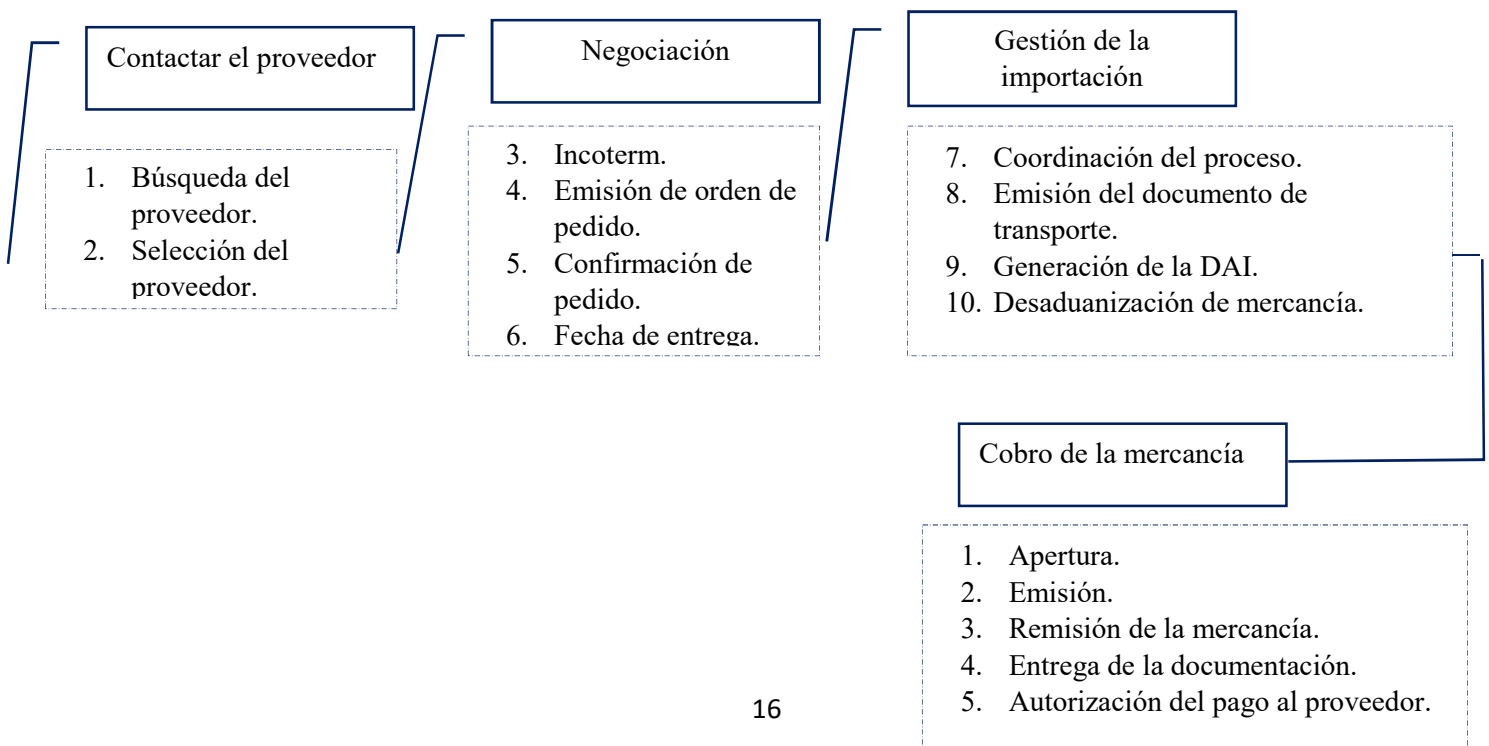 Contactar el proveedor
1. Búsqueda del
proveedor.
2. Selección del
proveedor.
Negociación
3. Incoterm.
4. Emisión de orden de
pedido.
5. Confirmación de
pedido.
6. Fecha de entrega.
Gestión de la
importación
7. Coordinación del proceso.
8. Emisión del documento de
transporte.
9. Generación de la DAI.
10. Desaduanización de mercancía.
Cobro de la mercancía
1. Apertura.
2. Emisión.
3. Remisión de la mercancía.
4. Entrega de la documentación.
5. Autorización del pago al proveedor.
16